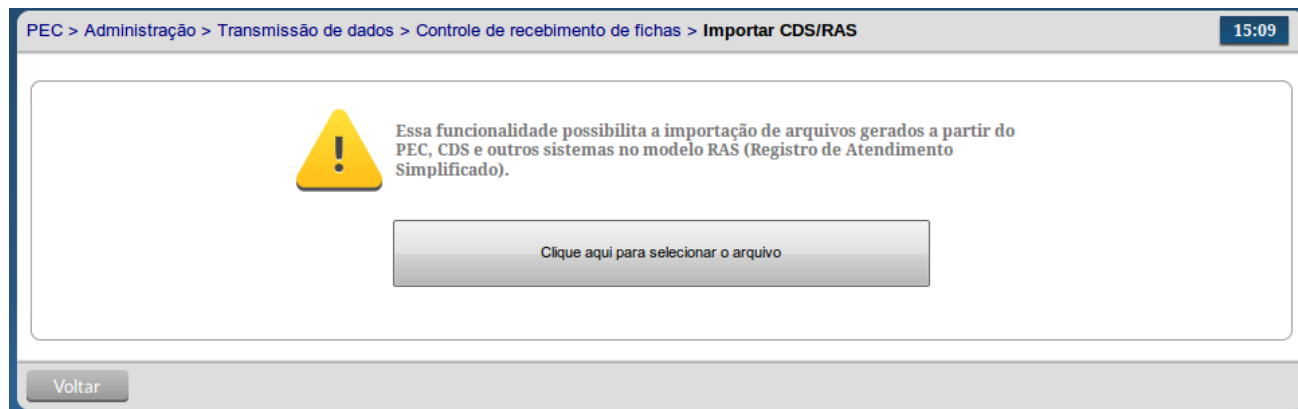 PEC > Administração > Transmissão de dados > Controle de recebimento de fichas > Importar CDS/RAS
15:09
Essa funcionalidade possibilita a importação de arquivos gerados a partir do
PEC, CDS e outros sistemas no modelo RAS (Registro de Atendimento
Simplificado).
Clique aqui para selecionar o arquivo
Voltar